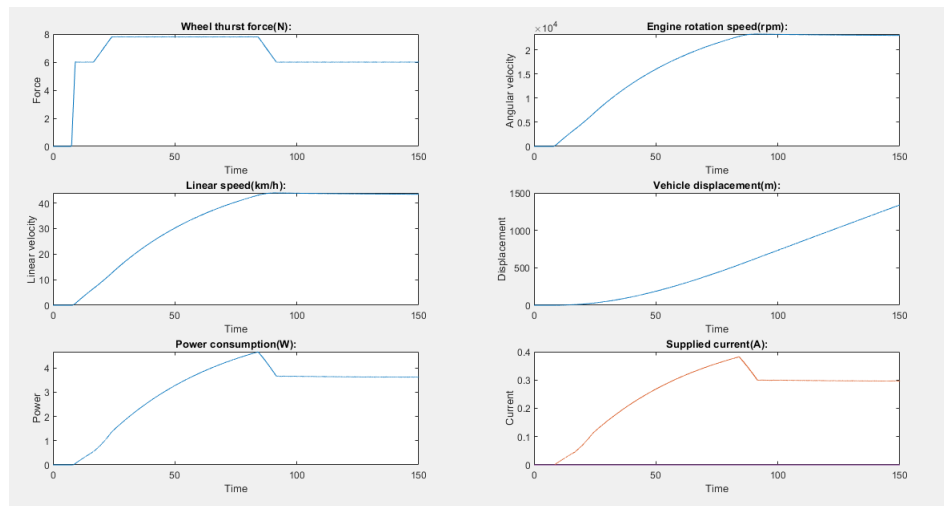 Wheel thurst force(N):
8
6
4
2
0
Force
0 50 100 150
Time
Engine rotation speed(rpm):
×10⁴
2
1.5
1
0.5
0
Angular velocity
0 50 100 150
Time
Linear speed(km/h):
40
30
20
10
0
Linear velocity
0 50 100 150
Time
Vehicle displacement(m):
1500
1000
500
0
Displacement
0 50 100 150
Time
Power consumption(W):
4
3
2
1
0
Power
0 50 100 150
Time
Supplied current(A):
0.4
0.3
0.2
0.1
0
Current
0 50 100 150
Time